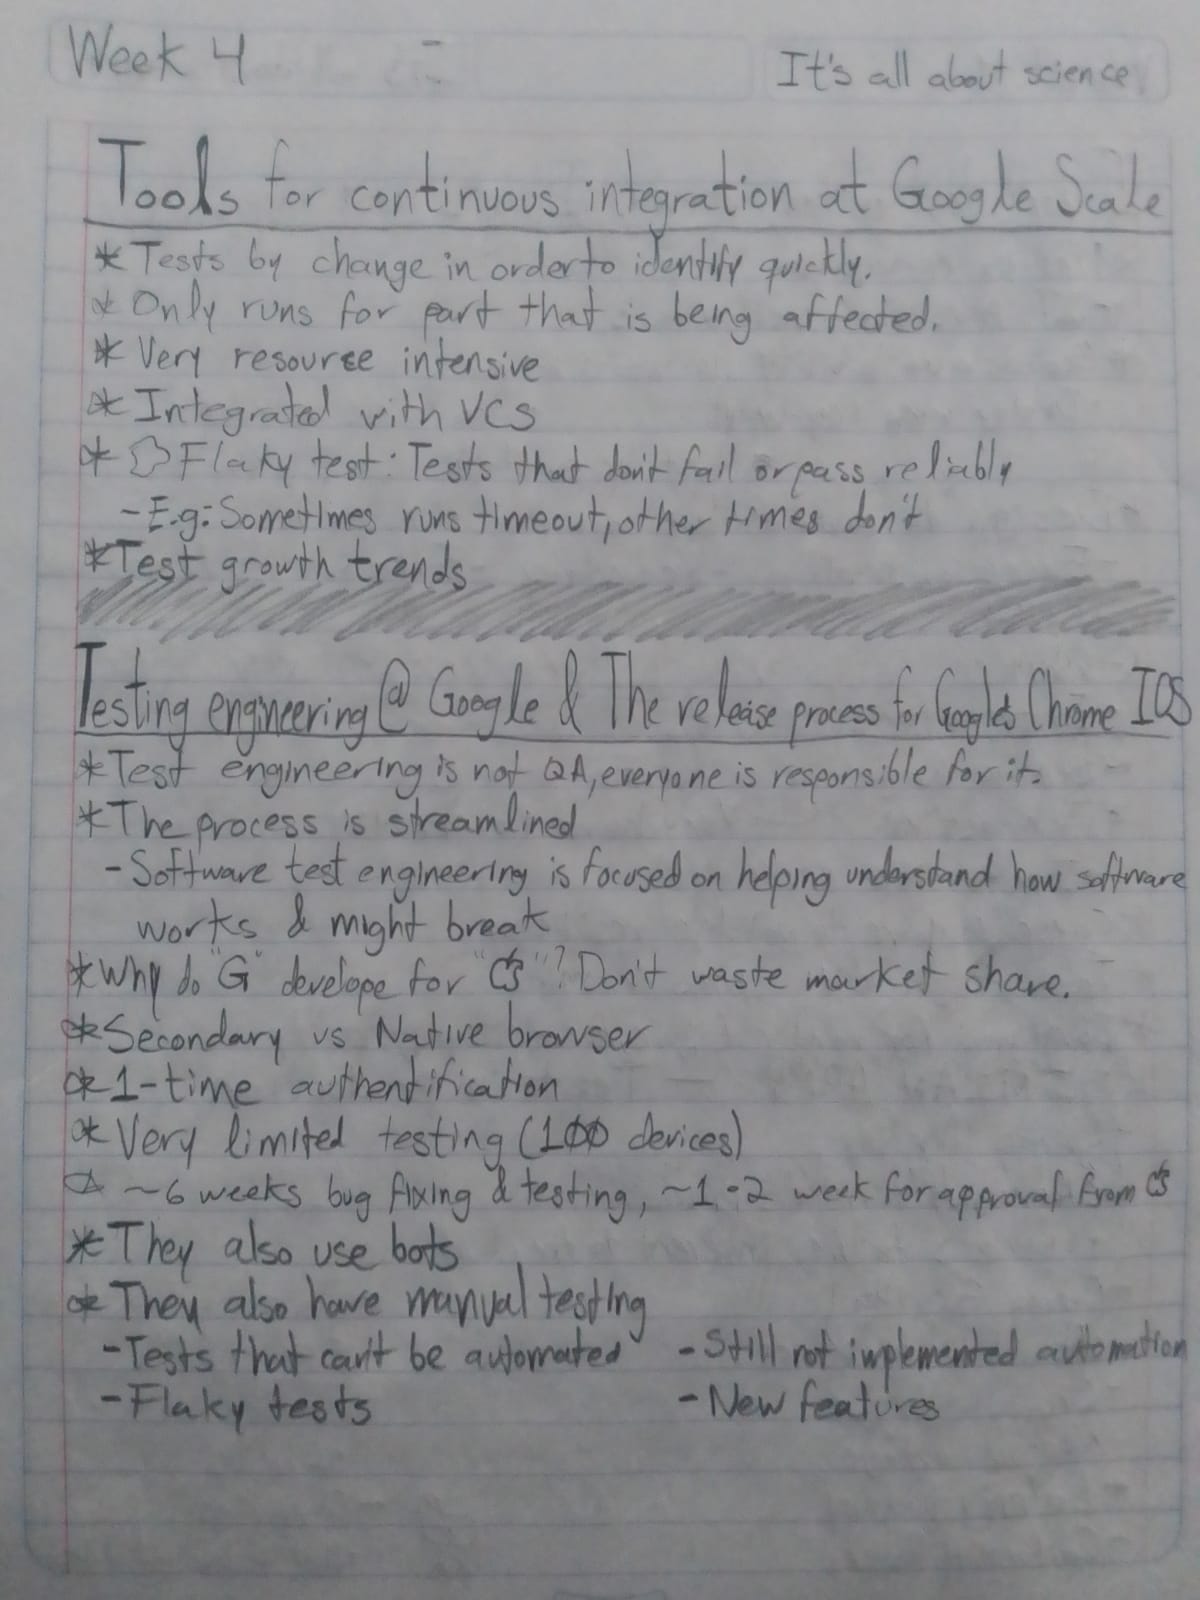 Week 4
It's all about science.
Tools for continuous integration at Google Scale
* Tests by change in order to identify quickly.
* Only runs for part that is being affected.
* Very resource intensive
* Integrated with VCS
* Flaky test: Tests that don't fail or pass reliably
- E.g: Sometimes runs timeout, other times don't
* Test growth trends
Testing engineering @ Google & The release process for Google's Chrome IOS
* Test engineering is not QA, everyone is responsible for it.
* The process is streamlined
- Software test engineering is focused on helping understand how software
works & might break
* Why do "G" develope for " "? Don't waste market share.
* Secondary vs Native browser
* 1-time authentification
* Very limited testing (100 devices)
~6 weeks bug fixing & testing, ~1-2 week for approval from
* They also use bots
* They also have manual testing
- Tests that can't be automated - Still not implemented automation
- Flaky tests - New features